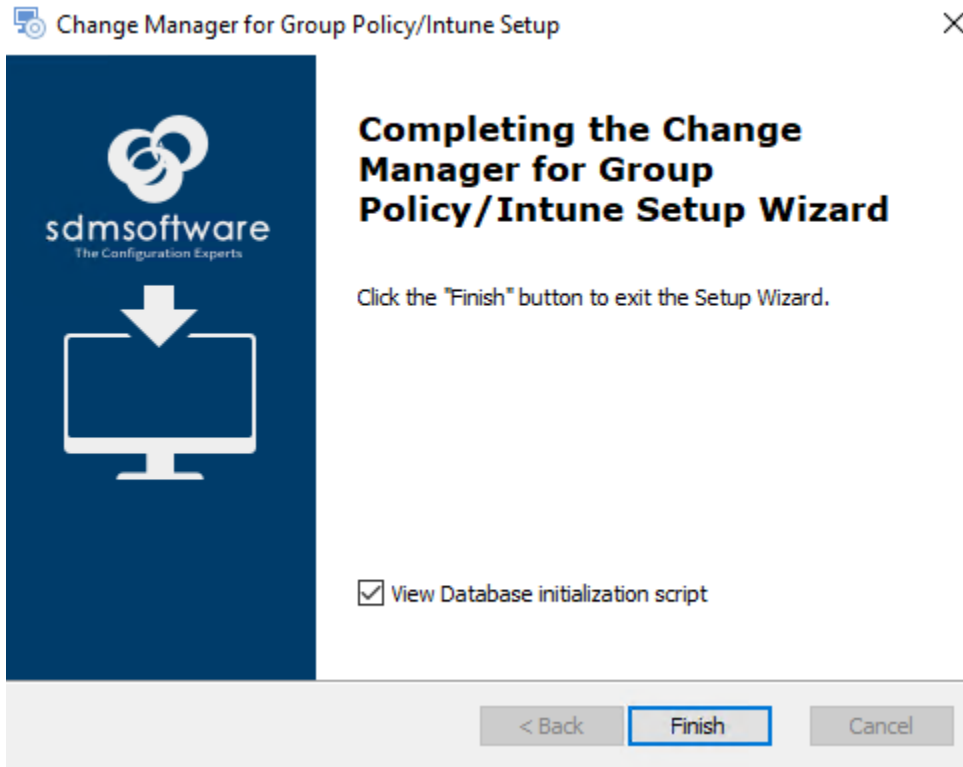 Change Manager for Group Policy/Intune Setup
sdmsoftware
The Configuration Experts
Completing the Change
Manager for Group
Policy/Intune Setup Wizard
Click the "Finish" button to exit the Setup Wizard.
View Database initialization script
< Back
Finish
Cancel